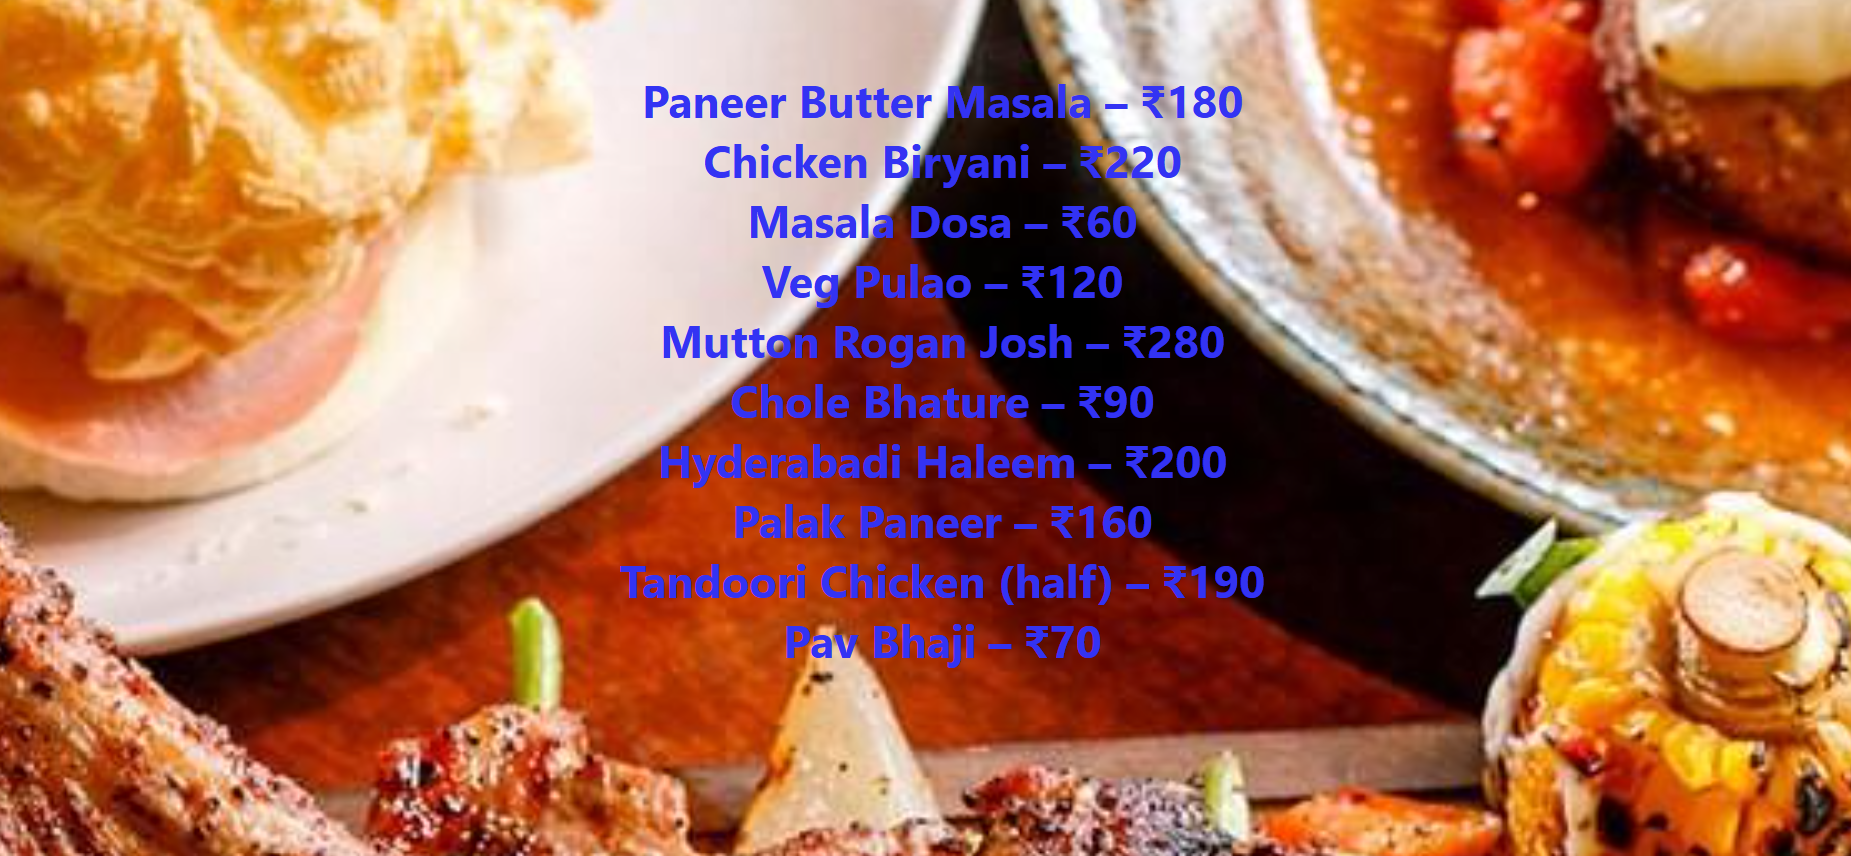 Paneer Butter Masala – ₹180
Chicken Biryani – ₹220
Masala Dosa – ₹60
Veg Pulao – ₹120
Mutton Rogan Josh – ₹280
Chole Bhature – ₹90
Hyderabadi Haleem – ₹200
Palak Paneer – ₹160
Tandoori Chicken (half) – ₹190
Pav Bhaji – ₹70